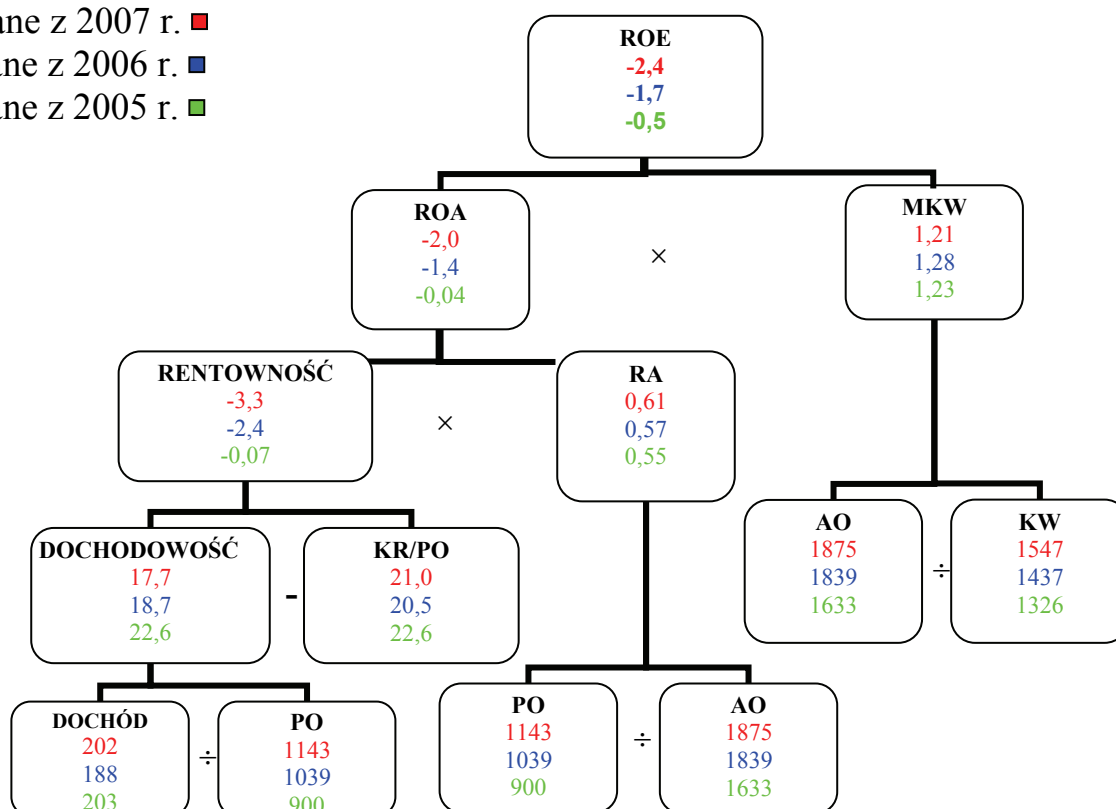 ane z 2007 r.
ane z 2006 r.
ane z 2005 r.
ROE
-2,4
-1,7
-0,5
ROA
-2,0
-1,4
-0,04
×
MKW
1,21
1,28
1,23
RENTOWNOŚĆ
-3,3
-2,4
-0,07
×
RA
0,61
0,57
0,55
DOCHODOWOŚĆ
17,7
18,7
22,6
-
KR/PO
21,0
20,5
22,6
AO
1875
1839
1633
÷
KW
1547
1437
1326
DOCHÓD
202
188
203
÷
PO
1143
1039
900
PO
1143
1039
900
÷
AO
1875
1839
1633